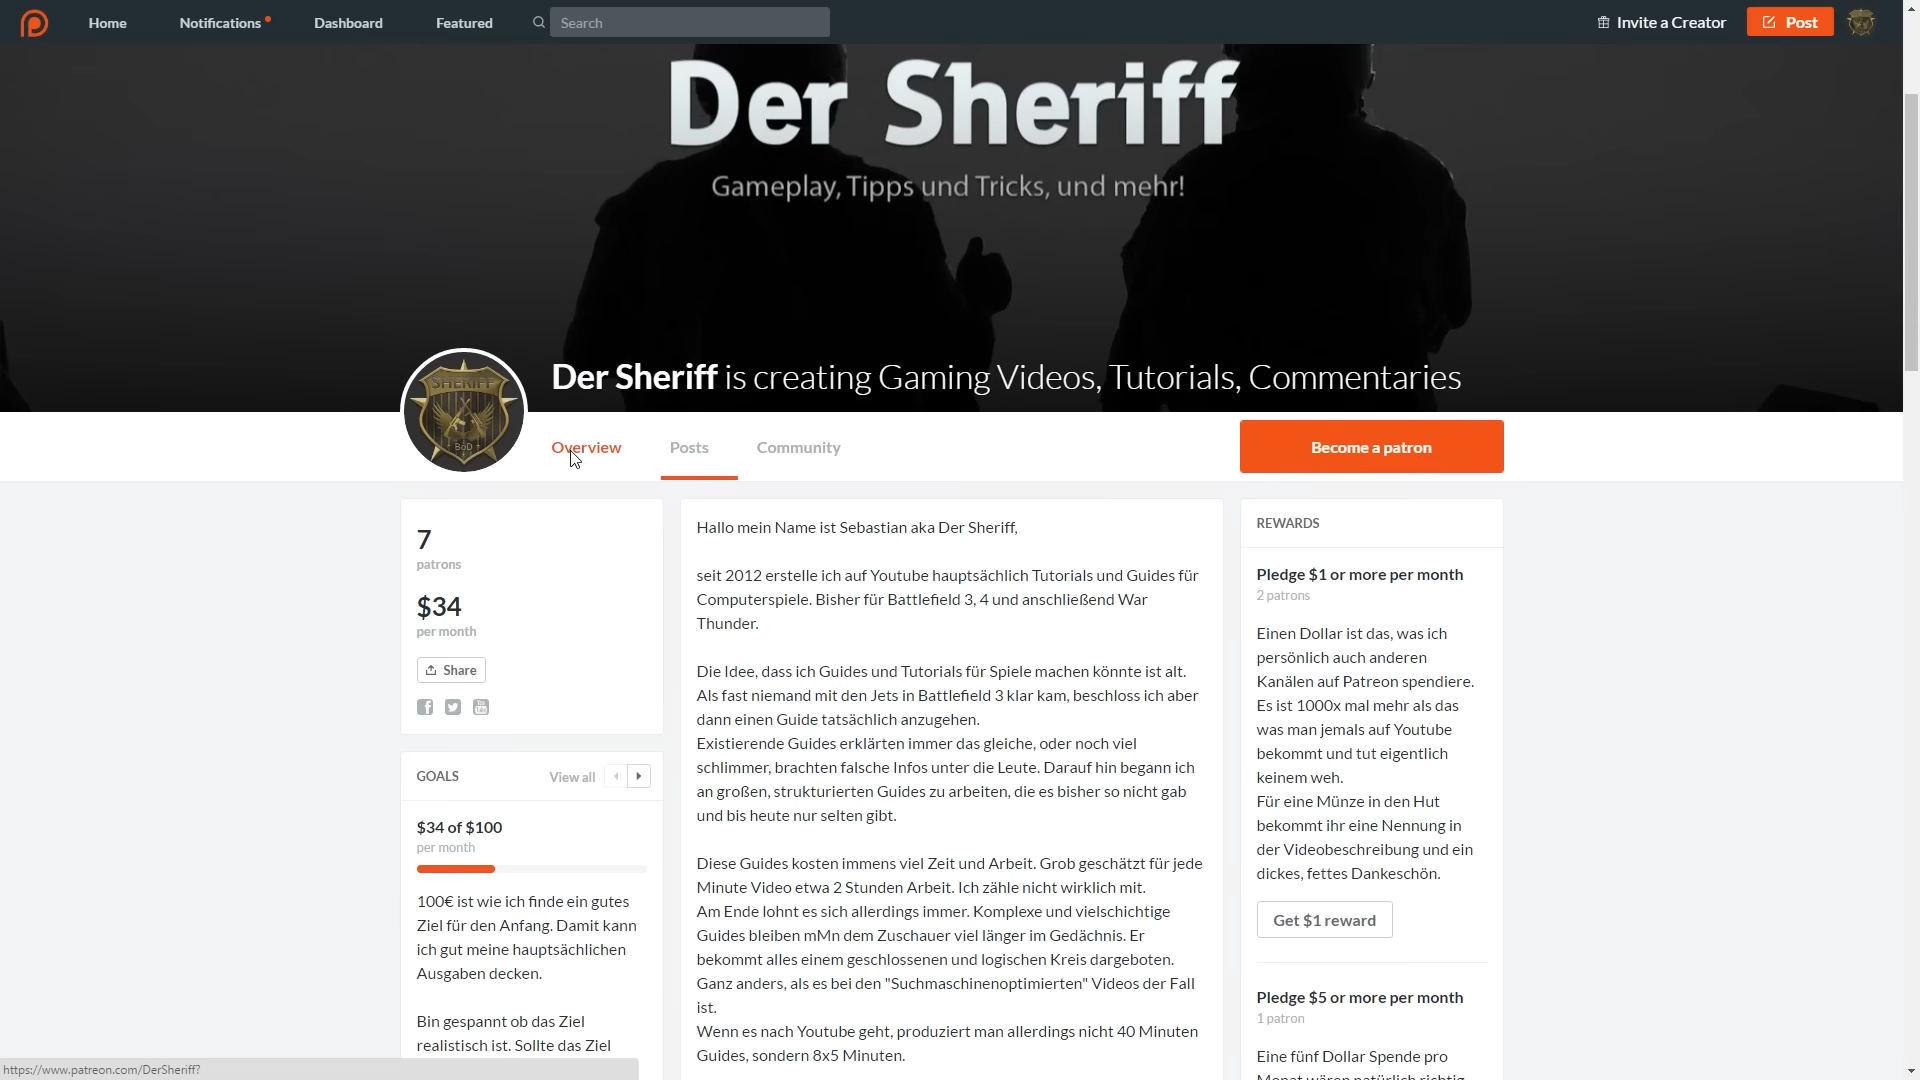 Home
Notifications
Dashboard
Featured
Search
Invite a Creator
Post
Der Sheriff
Gameplay, Tipps und Tricks, und mehr!
SHERIFF
BoD
Der Sheriff is creating Gaming Videos, Tutorials, Commentaries
Overview
Posts
Community
Become a patron
7
patrons
$34
per month
Share
GOALS
View all
$34 of $100
per month
100€ ist wie ich finde ein gutes
Ziel für den Anfang. Damit kann
ich gut meine hauptsächlichen
Ausgaben decken.
Bin gespannt ob das Ziel
realistisch ist. Sollte das Ziel
Hallo mein Name ist Sebastian aka Der Sheriff,
seit 2012 erstelle ich auf Youtube hauptsächlich Tutorials und Guides für
Computerspiele. Bisher für Battlefield 3, 4 und anschließend War
Thunder.
Die Idee, dass ich Guides und Tutorials für Spiele machen könnte ist alt.
Als fast niemand mit den Jets in Battlefield 3 klar kam, beschloss ich aber
dann einen Guide tatsächlich anzugehen.
Existierende Guides erklärten immer das gleiche, oder noch viel
schlimmer, brachten falsche Infos unter die Leute. Darauf hin begann ich
an großen, strukturierten Guides zu arbeiten, die es bisher so nicht gab
und bis heute nur selten gibt.
Diese Guides kosten immens viel Zeit und Arbeit. Grob geschätzt für jede
Minute Video etwa 2 Stunden Arbeit. Ich zähle nicht wirklich mit.
Am Ende lohnt es sich allerdings immer. Komplexe und vielschichtige
Guides bleiben mMn dem Zuschauer viel länger im Gedächnis. Er
bekommt alles einem geschlossenen und logischen Kreis dargeboten.
Ganz anders, als es bei den "Suchmaschinenoptimierten" Videos der Fall
ist.
Wenn es nach Youtube geht, produziert man allerdings nicht 40 Minuten
Guides, sondern 8x5 Minuten.
REWARDS
Pledge $1 or more per month
2 patrons
Einen Dollar ist das, was ich
persönlich auch anderen
Kanälen auf Patreon spendiere.
Es ist 1000x mal mehr als das
was man jemals auf Youtube
bekommt und tut eigentlich
keinem weh.
Für eine Münze in den Hut
bekommt ihr eine Nennung in
der Videobeschreibung und ein
dickes, fettes Dankeschön.
Get $1 reward
Pledge $5 or more per month
1 patron
Eine fünf Dollar Spende pro
Monat wären natürlich richtig
https://www.patreon.com/DerSheriff?